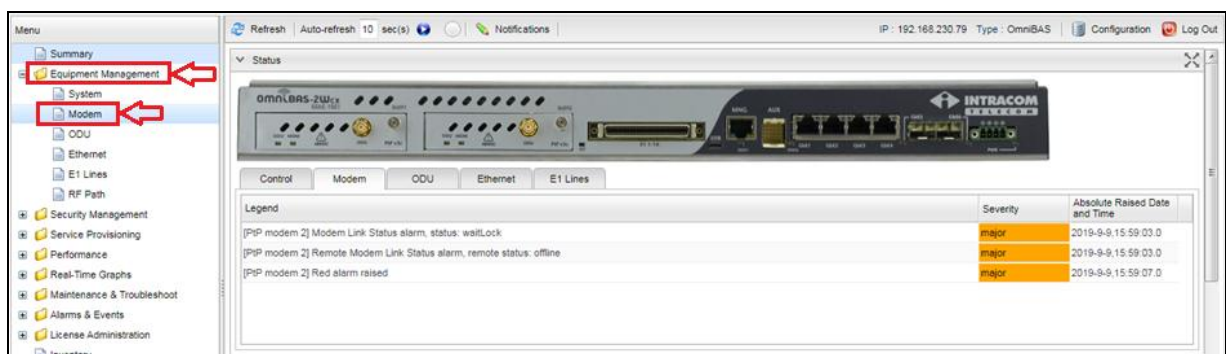 Menu
Refresh Auto-refresh 10 sec(s) Notifications IP : 192.168.230.79 Type : OmniBAS Configuration Log Out
Summary
Equipment Management
System
Modem
ODU
Ethernet
E1 Lines
RF Path
Security Management
Service Provisioning
Performance
Real-Time Graphs
Maintenance & Troubleshoot
Alarms & Events
License Administration
Inventory
Status
OmniBAS-2Wcx
INTRACOM
TELECOM
MNG AUX
Control Modem ODU Ethernet E1 Lines
Legend Severity Absolute Raised Date and Time
[PtP modem 2] Modem Link Status alarm, status: waitLock major 2019-9-9,15:59:03.0
[PtP modem 2] Remote Modem Link Status alarm, remote status: offline major 2019-9-9,15:59:03.0
[PtP modem 2] Red alarm raised major 2019-9-9,15:59:07.0